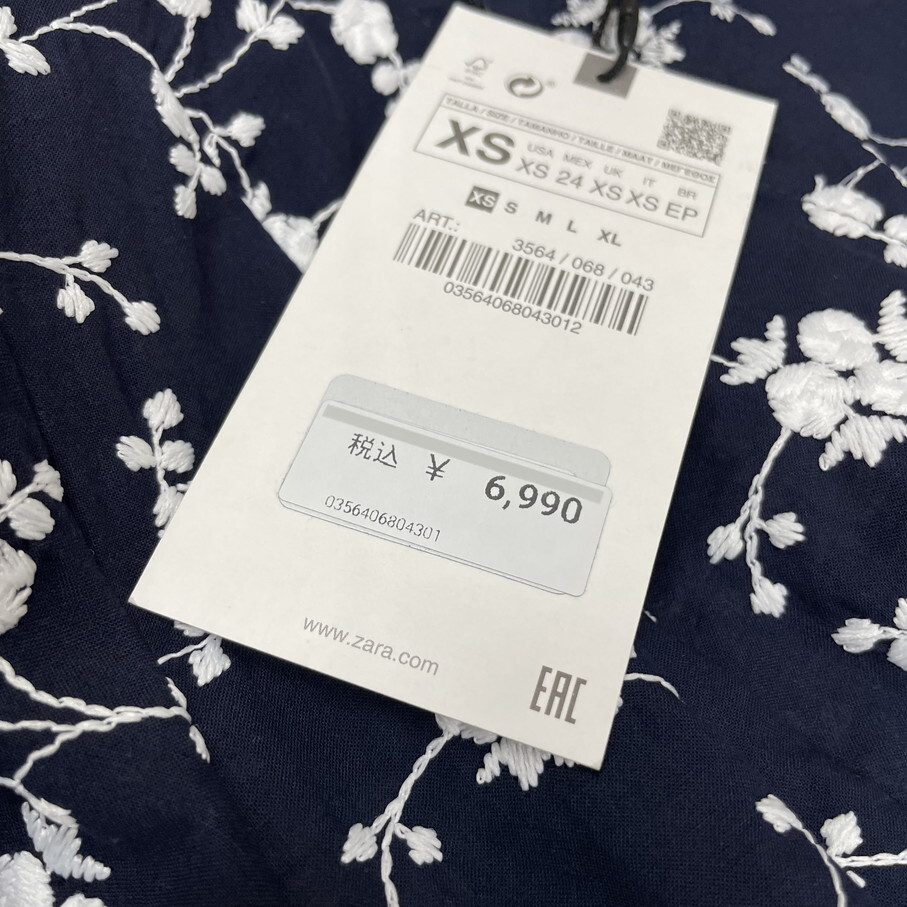 TALLA / SIZE / TAMANHO / TAILLE / MAAT /
XS
USA MEX UK IT BR
XS 24 XS XS EP
XS S M L XL
ART.:
3564 / 068 / 043
03564068043012
税込 ¥ 6,990
0356406804301
www.zara.com
EAC